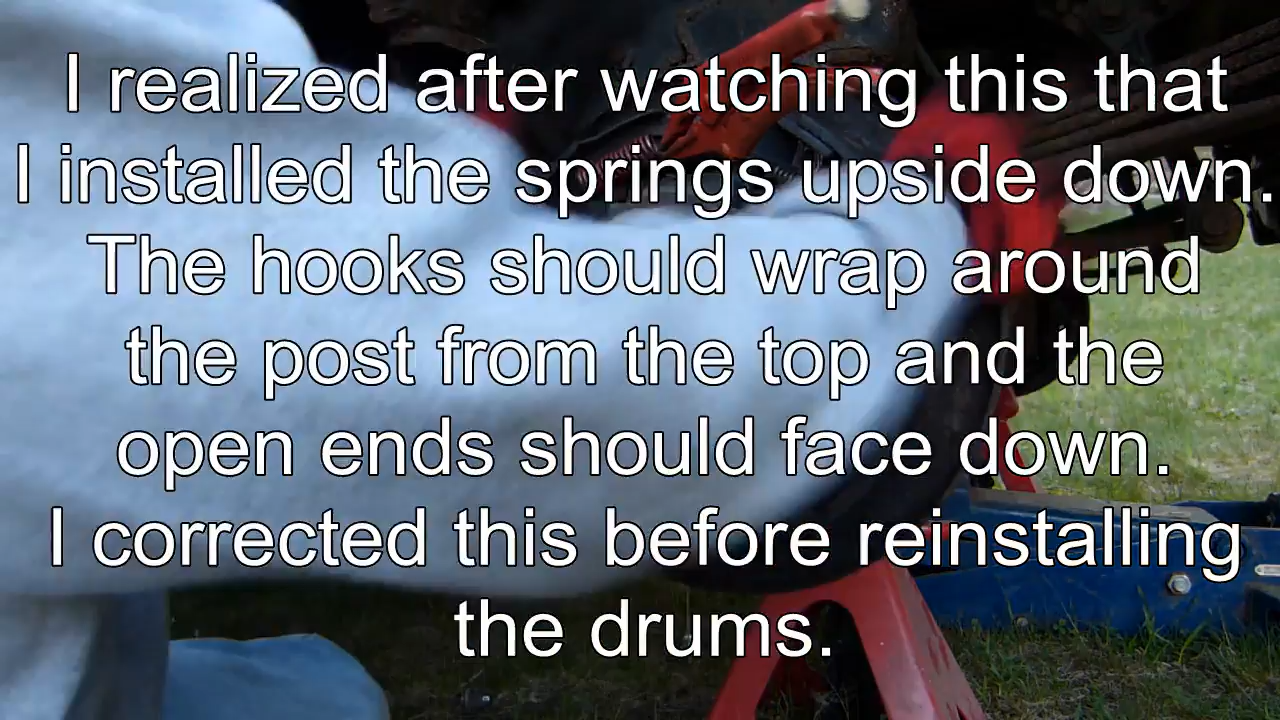 I realized after watching this that
I installed the springs upside down.
The hooks should wrap around
the post from the top and the
open ends should face down.
I corrected this before reinstalling
the drums.